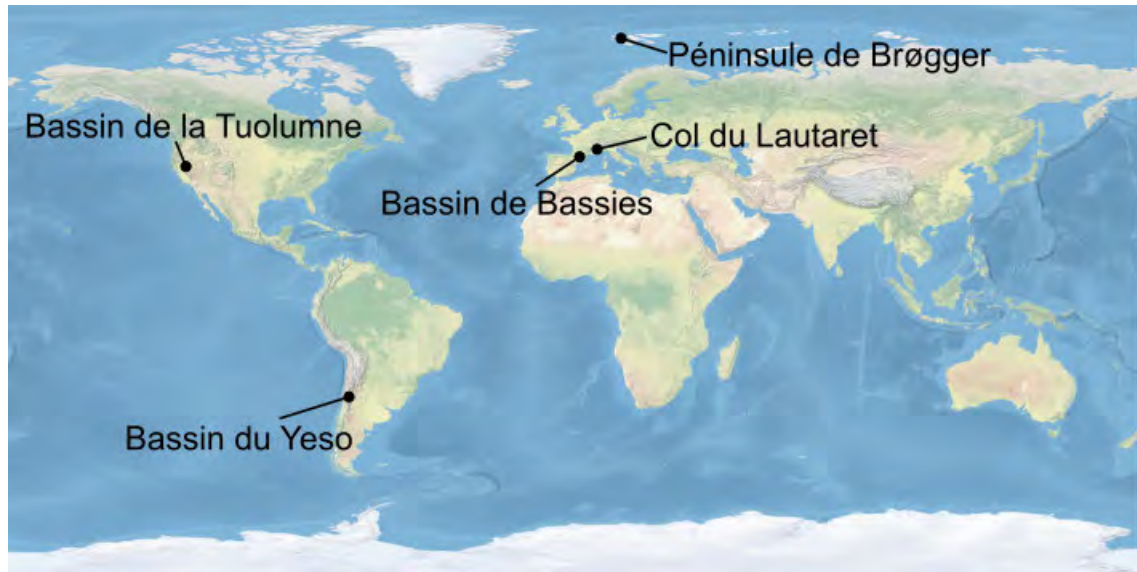 Péninsule de Brøgger
Bassin de la Tuolumne
Col du Lautaret
Bassin de Bassies
Bassin du Yeso